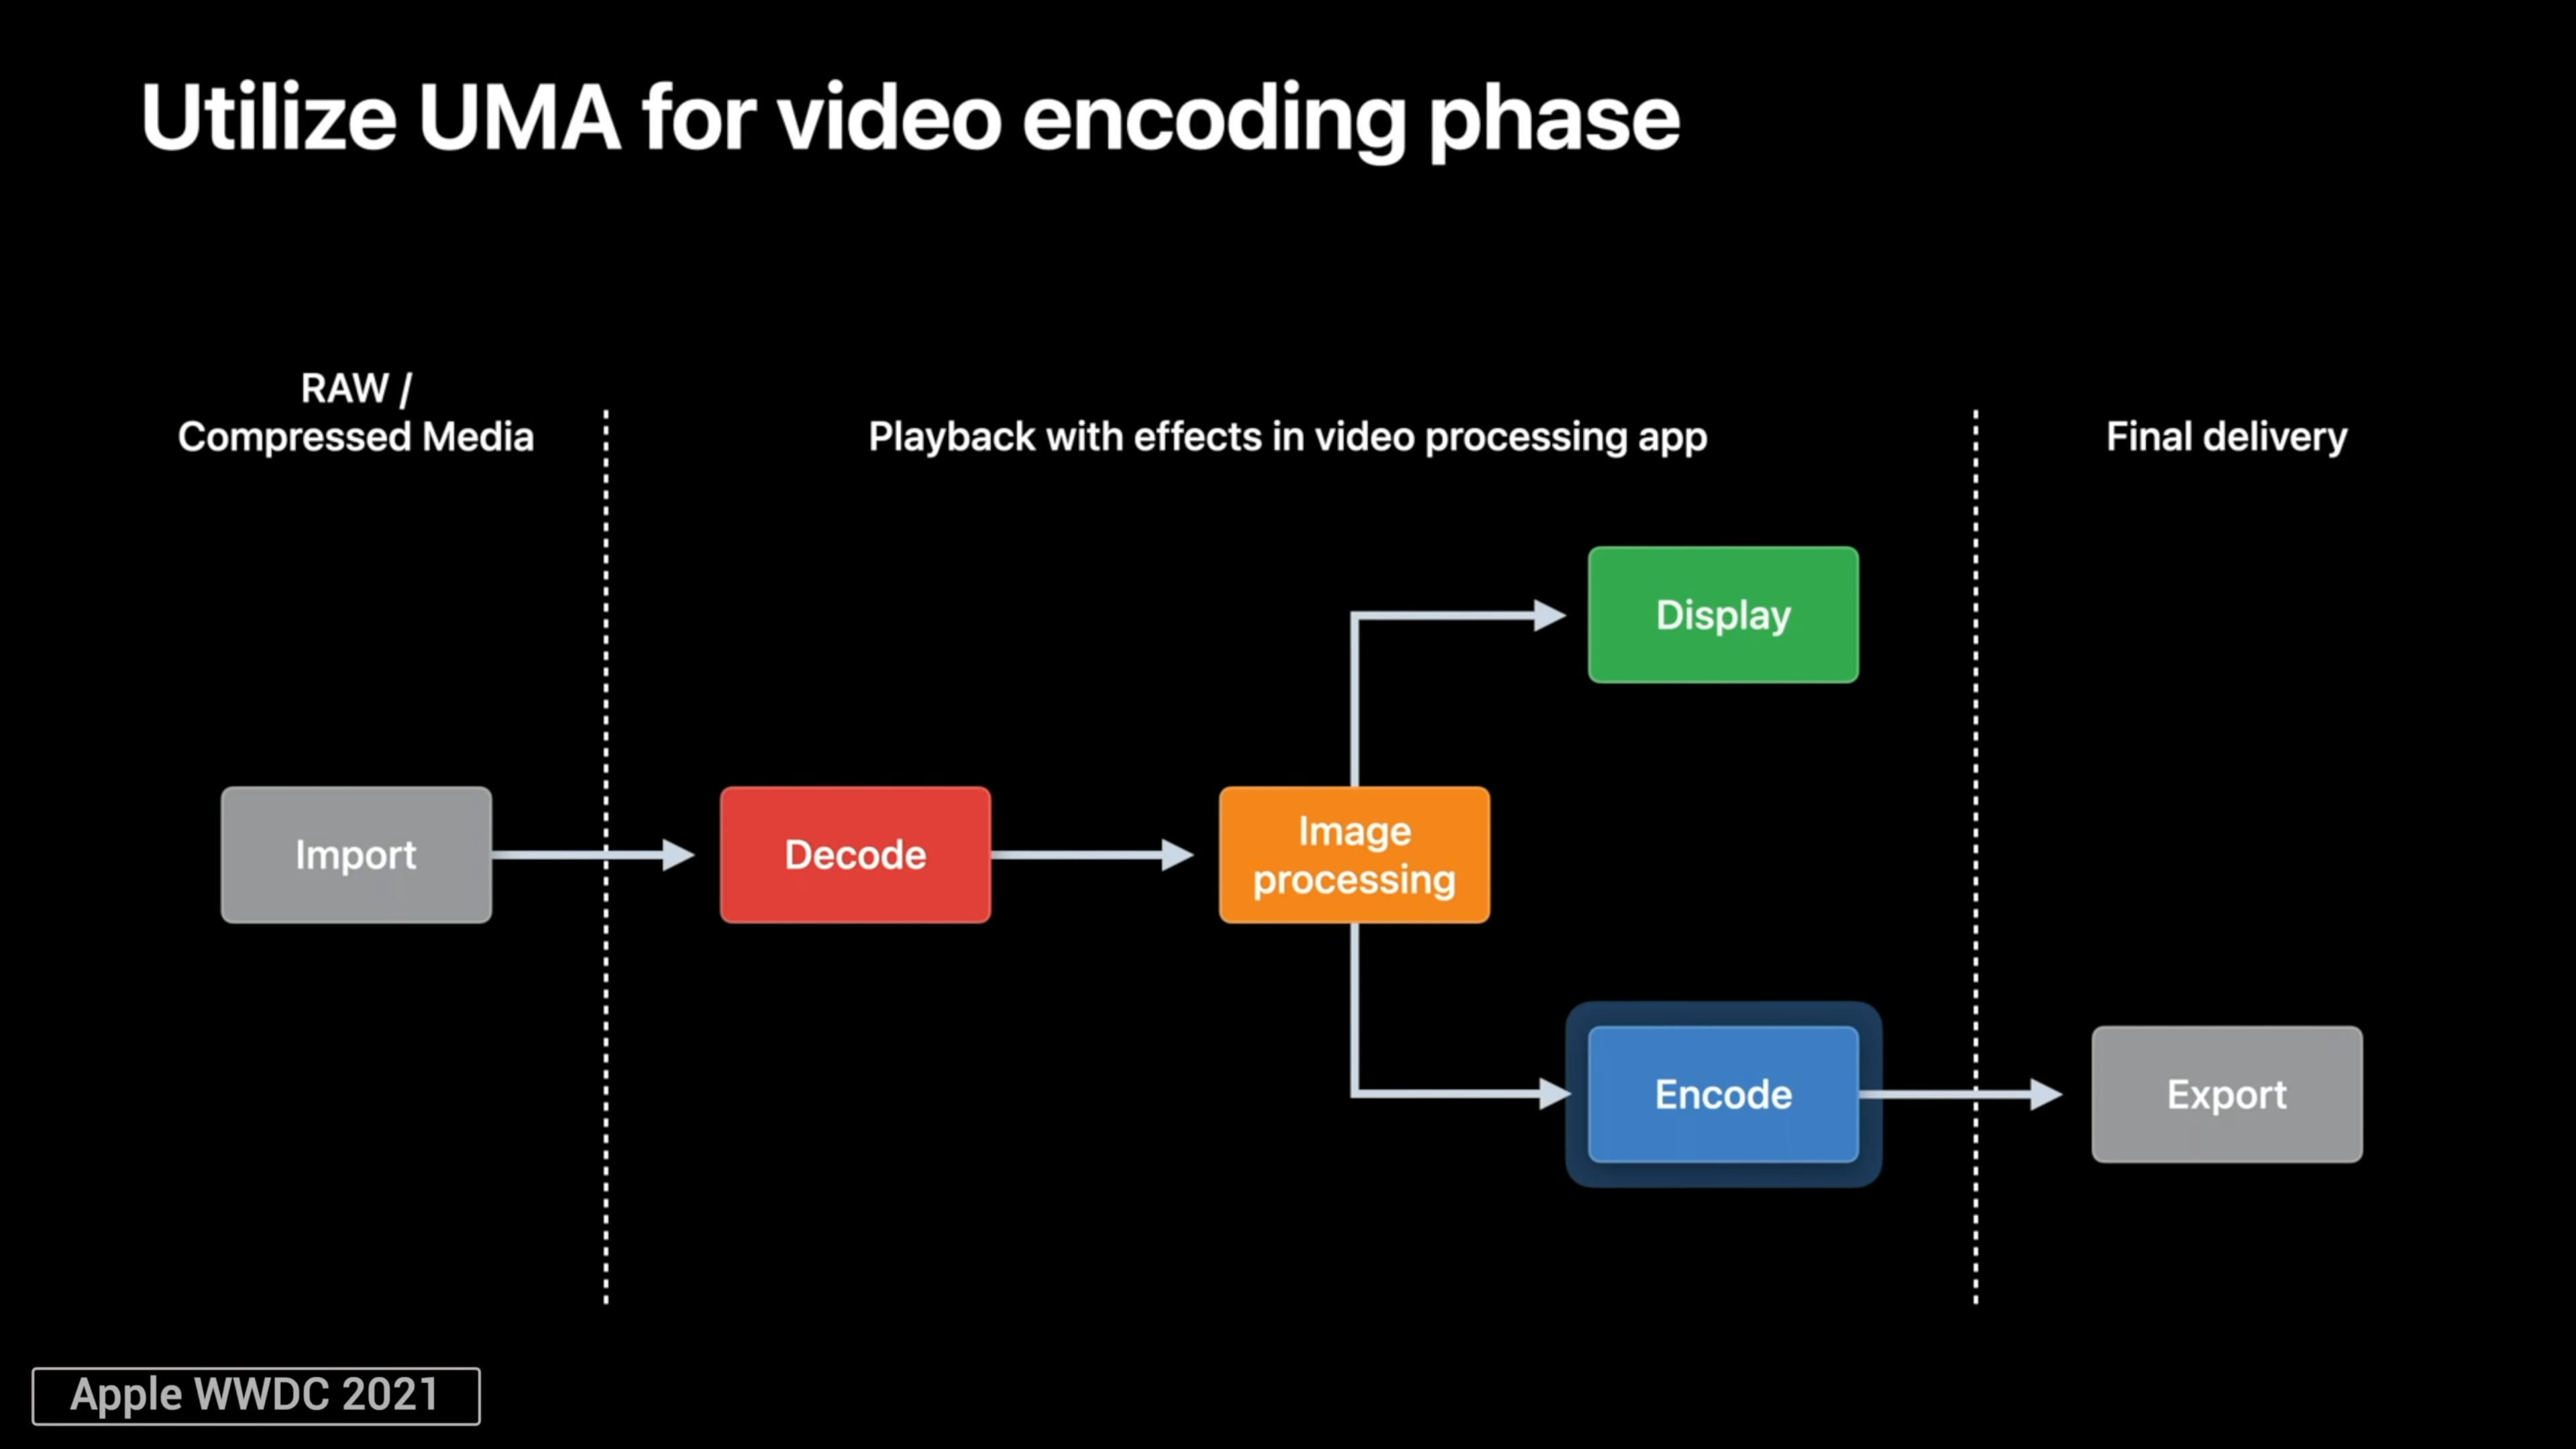 Utilize UMA for video encoding phase
RAW /
Compressed Media
Playback with effects in video processing app
Final delivery
Display
Import
Decode
Image
processing
Encode
Export
Apple WWDC 2021